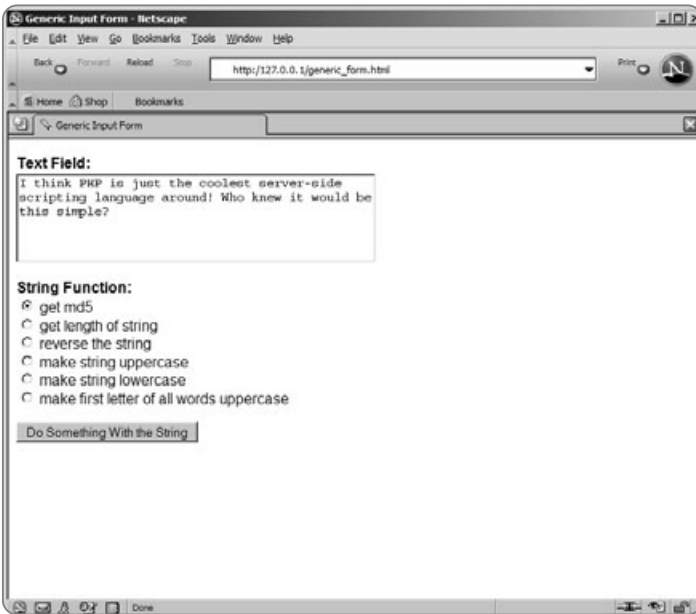 Generic Input Form - Netscape
File Edit View Go Bookmarks Tools Window Help
Back Forward Reload Stop http:/127.0.0.1/generic_form.html Print N
Home Shop Bookmarks
Generic Input Form
Text Field:
I think PHP is just the coolest server-side
scripting language around! Who knew it would be
this simple?
String Function:
get md5
get length of string
reverse the string
make string uppercase
make string lowercase
make first letter of all words uppercase
Do Something With the String
Done